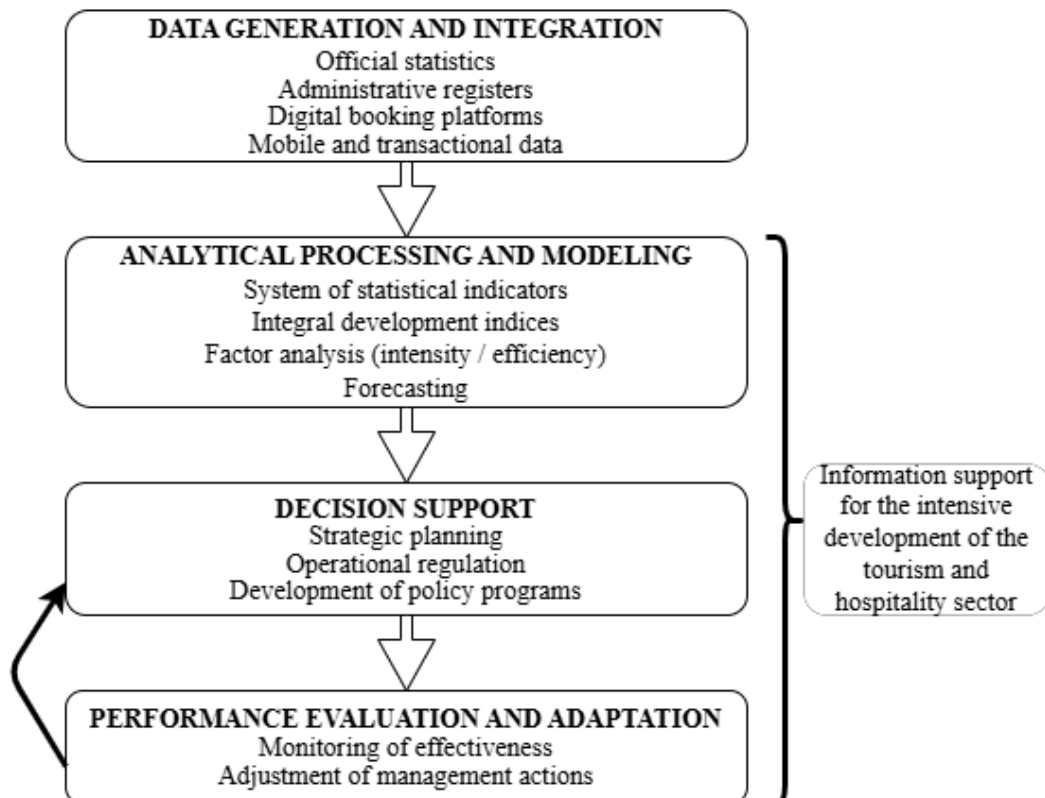 DATA GENERATION AND INTEGRATION
Official statistics
Administrative registers
Digital booking platforms
Mobile and transactional data
ANALYTICAL PROCESSING AND MODELING
System of statistical indicators
Integral development indices
Factor analysis (intensity / efficiency)
Forecasting
DECISION SUPPORT
Strategic planning
Operational regulation
Development of policy programs
PERFORMANCE EVALUATION AND ADAPTATION
Monitoring of effectiveness
Adjustment of management actions
Information support
for the intensive
development of the
tourism and
hospitality sector